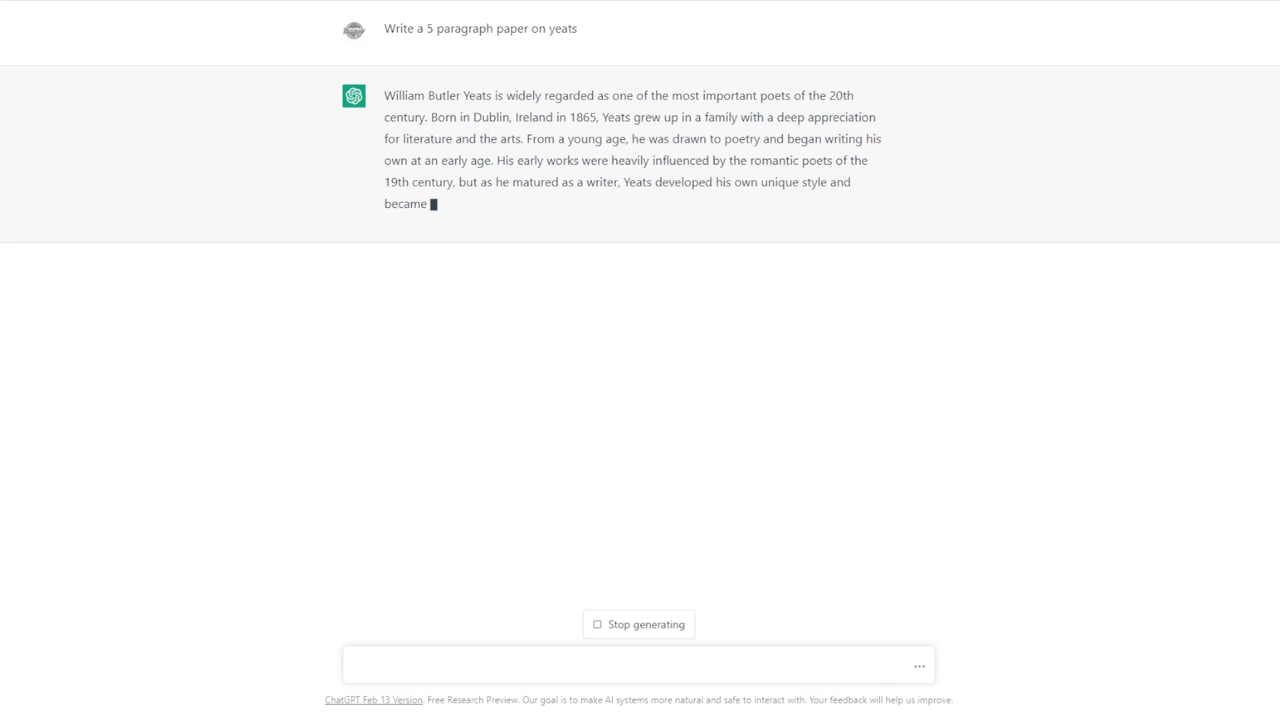 Write a 5 paragraph paper on yeats
William Butler Yeats is widely regarded as one of the most important poets of the 20th
century. Born in Dublin, Ireland in 1865, Yeats grew up in a family with a deep appreciation
for literature and the arts. From a young age, he was drawn to poetry and began writing his
own at an early age. His early works were heavily influenced by the romantic poets of the
19th century, but as he matured as a writer, Yeats developed his own unique style and
became
Stop generating
ChatGPT Feb 13 Version. Free Research Preview. Our goal is to make AI systems more natural and safe to interact with. Your feedback will help us improve.